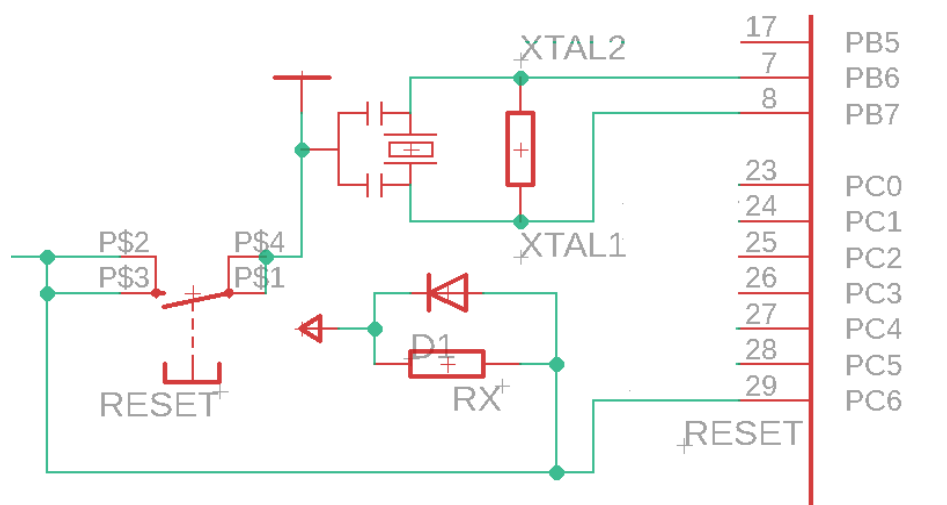 17 PB5
XTAL2
7 PB6
8 PB7
23 PC0
24 PC1
XTAL1
P$2 P$4
25 PC2
P$3 P$1
26 PC3
27 PC4
D1
28 PC5
29 PC6
RX
RESET
RESET